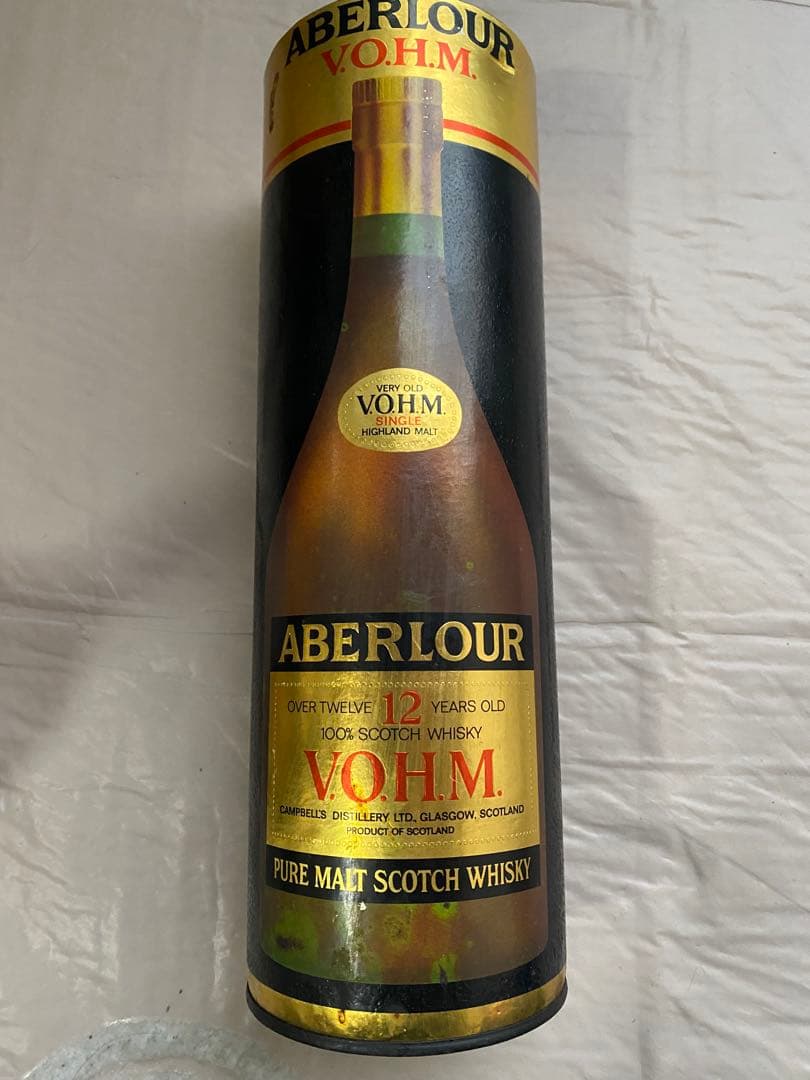 ABERLOUR
V.O.H.M.
VERY OLD
V.O.H.M.
SINGLE
HIGHLAND MALT
ABERLOUR
OVER TWELVE 12 YEARS OLD
100% SCOTCH WHISKY
V.O.H.M.
CAMPBELL'S DISTILLERY LTD., GLASGOW, SCOTLAND
PRODUCT OF SCOTLAND
PURE MALT SCOTCH WHISKY